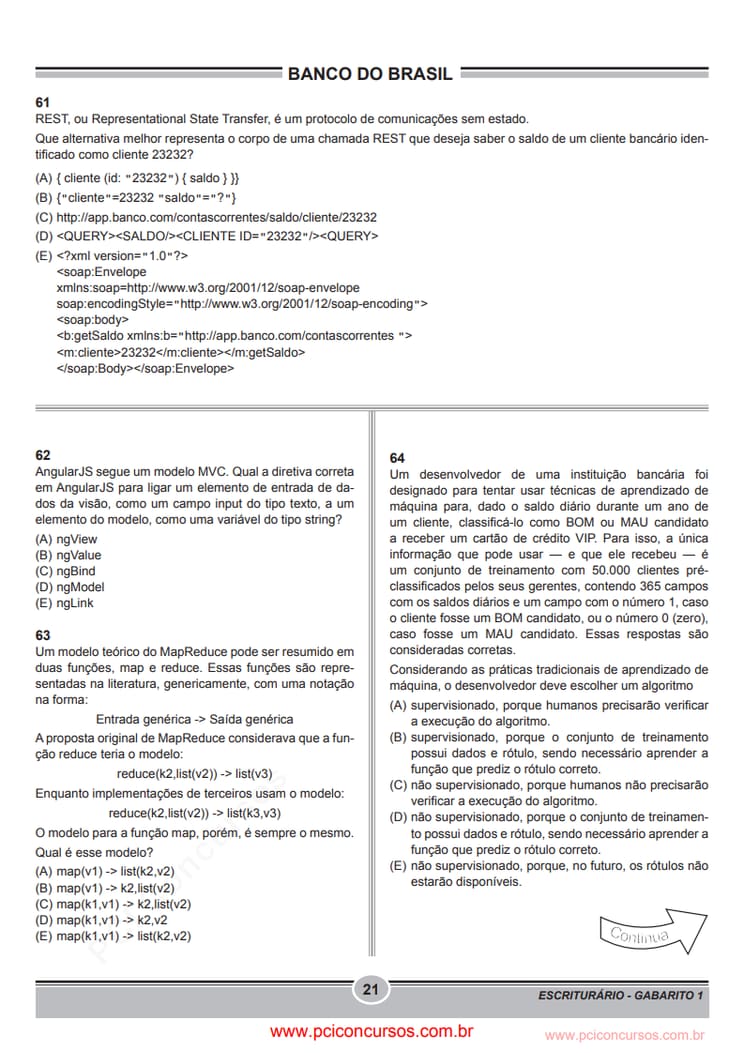 BANCO DO BRASIL
61
REST, ou Representational State Transfer, é um protocolo de comunicações sem estado.
Que alternativa melhor representa o corpo de uma chamada REST que deseja saber o saldo de um cliente bancário iden-
tificado como cliente 23232?
(A) { cliente (id: "23232") { saldo } }}
(B) {"cliente"=23232 "saldo"="?"}
(C) http://app.banco.com/contascorrentes/saldo/cliente/23232
(D) <QUERY><SALDO/><CLIENTE ID="23232"/><QUERY>
(E) <?xml version="1.0"?>
<soap:Envelope
xmlns:soap=http://www.w3.org/2001/12/soap-envelope
soap:encodingStyle="http://www.w3.org/2001/12/soap-encoding">
<soap:body>
<b:getSaldo xmlns:b="http://app.banco.com/contascorrentes ">
<m:cliente>23232</m:cliente></m:getSaldo>
</soap:Body></soap:Envelope>
62
AngularJS segue um modelo MVC. Qual a diretiva correta
em AngularJS para ligar um elemento de entrada de da-
dos da visão, como um campo input do tipo texto, a um
elemento do modelo, como uma variável do tipo string?
(A) ngView
(B) ngValue
(C) ngBind
(D) ngModel
(E) ngLink
63
Um modelo teórico do MapReduce pode ser resumido em
duas funções, map e reduce. Essas funções são repre-
sentadas na literatura, genericamente, com uma notação
na forma:
Entrada genérica -> Saída genérica
A proposta original de MapReduce considerava que a fun-
ção reduce teria o modelo:
reduce(k2,list(v2)) -> list(v3)
Enquanto implementações de terceiros usam o modelo:
reduce(k2,list(v2)) -> list(k3,v3)
O modelo para a função map, porém, é sempre o mesmo.
Qual é esse modelo?
(A) map(v1) -> list(k2,v2)
(B) map(v1) -> k2,list(v2)
(C) map(k1,v1) -> k2,list(v2)
(D) map(k1,v1) -> k2,v2
(E) map(k1,v1) -> list(k2,v2)
64
Um desenvolvedor de uma instituição bancária foi
designado para tentar usar técnicas de aprendizado de
máquina para, dado o saldo diário durante um ano de
um cliente, classificá-lo como BOM ou MAU candidato
a receber um cartão de crédito VIP. Para isso, a única
informação que pode usar — e que ele recebeu — é
um conjunto de treinamento com 50.000 clientes pré-
classificados pelos seus gerentes, contendo 365 campos
com os saldos diários e um campo com o número 1, caso
o cliente fosse um BOM candidato, ou o número 0 (zero),
caso fosse um MAU candidato. Essas respostas são
consideradas corretas.
Considerando as práticas tradicionais de aprendizado de
máquina, o desenvolvedor deve escolher um algoritmo
(A) supervisionado, porque humanos precisarão verificar
a execução do algoritmo.
(B) supervisionado, porque o conjunto de treinamento
possui dados e rótulo, sendo necessário aprender a
função que prediz o rótulo correto.
(C) não supervisionado, porque humanos não precisarão
verificar a execução do algoritmo.
(D) não supervisionado, porque o conjunto de treinamen-
to possui dados e rótulo, sendo necessário aprender a
função que prediz o rótulo correto.
(E) não supervisionado, porque, no futuro, os rótulos não
estarão disponíveis.
Continua
21
ESCRITURÁRIO - GABARITO 1
www.pciconcursos.com.br
www.pciconcursos.com.br